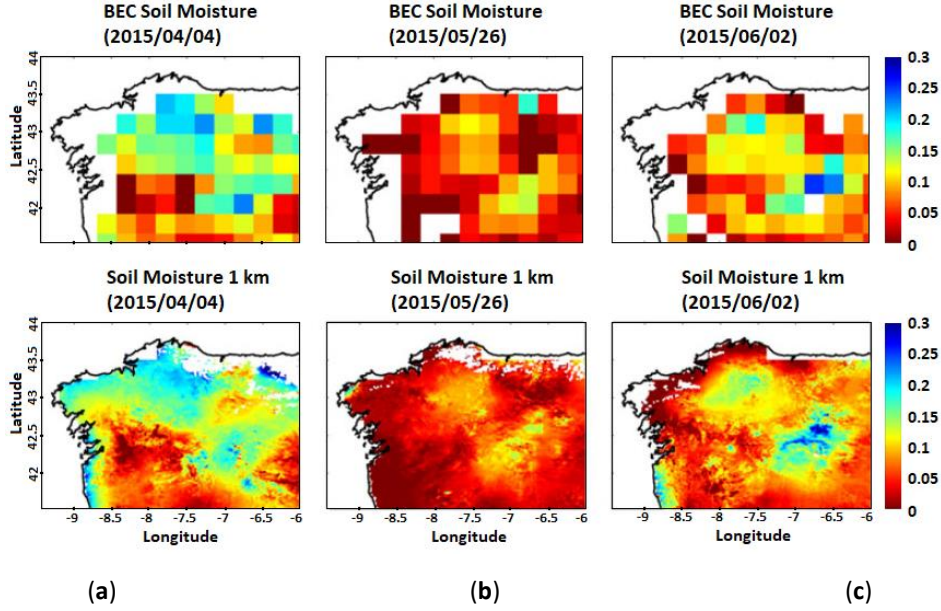 BEC Soil Moisture
(2015/04/04)
BEC Soil Moisture
(2015/05/26)
BEC Soil Moisture
(2015/06/02)
Latitude
44
43.5
43
42.5
42
0.3
0.25
0.2
0.15
0.1
0.05
0
Soil Moisture 1 km
(2015/04/04)
Soil Moisture 1 km
(2015/05/26)
Soil Moisture 1 km
(2015/06/02)
Latitude
44
43.5
43
42.5
42
0.3
0.25
0.2
0.15
0.1
0.05
0
-9 -8.5 -8 -7.5 -7 -6.5 -6
-9 -8.5 -8 -7.5 -7 -6.5 -6
-9 -8.5 -8 -7.5 -7 -6.5 -6
Longitude
Longitude
Longitude
(a)
(b)
(c)